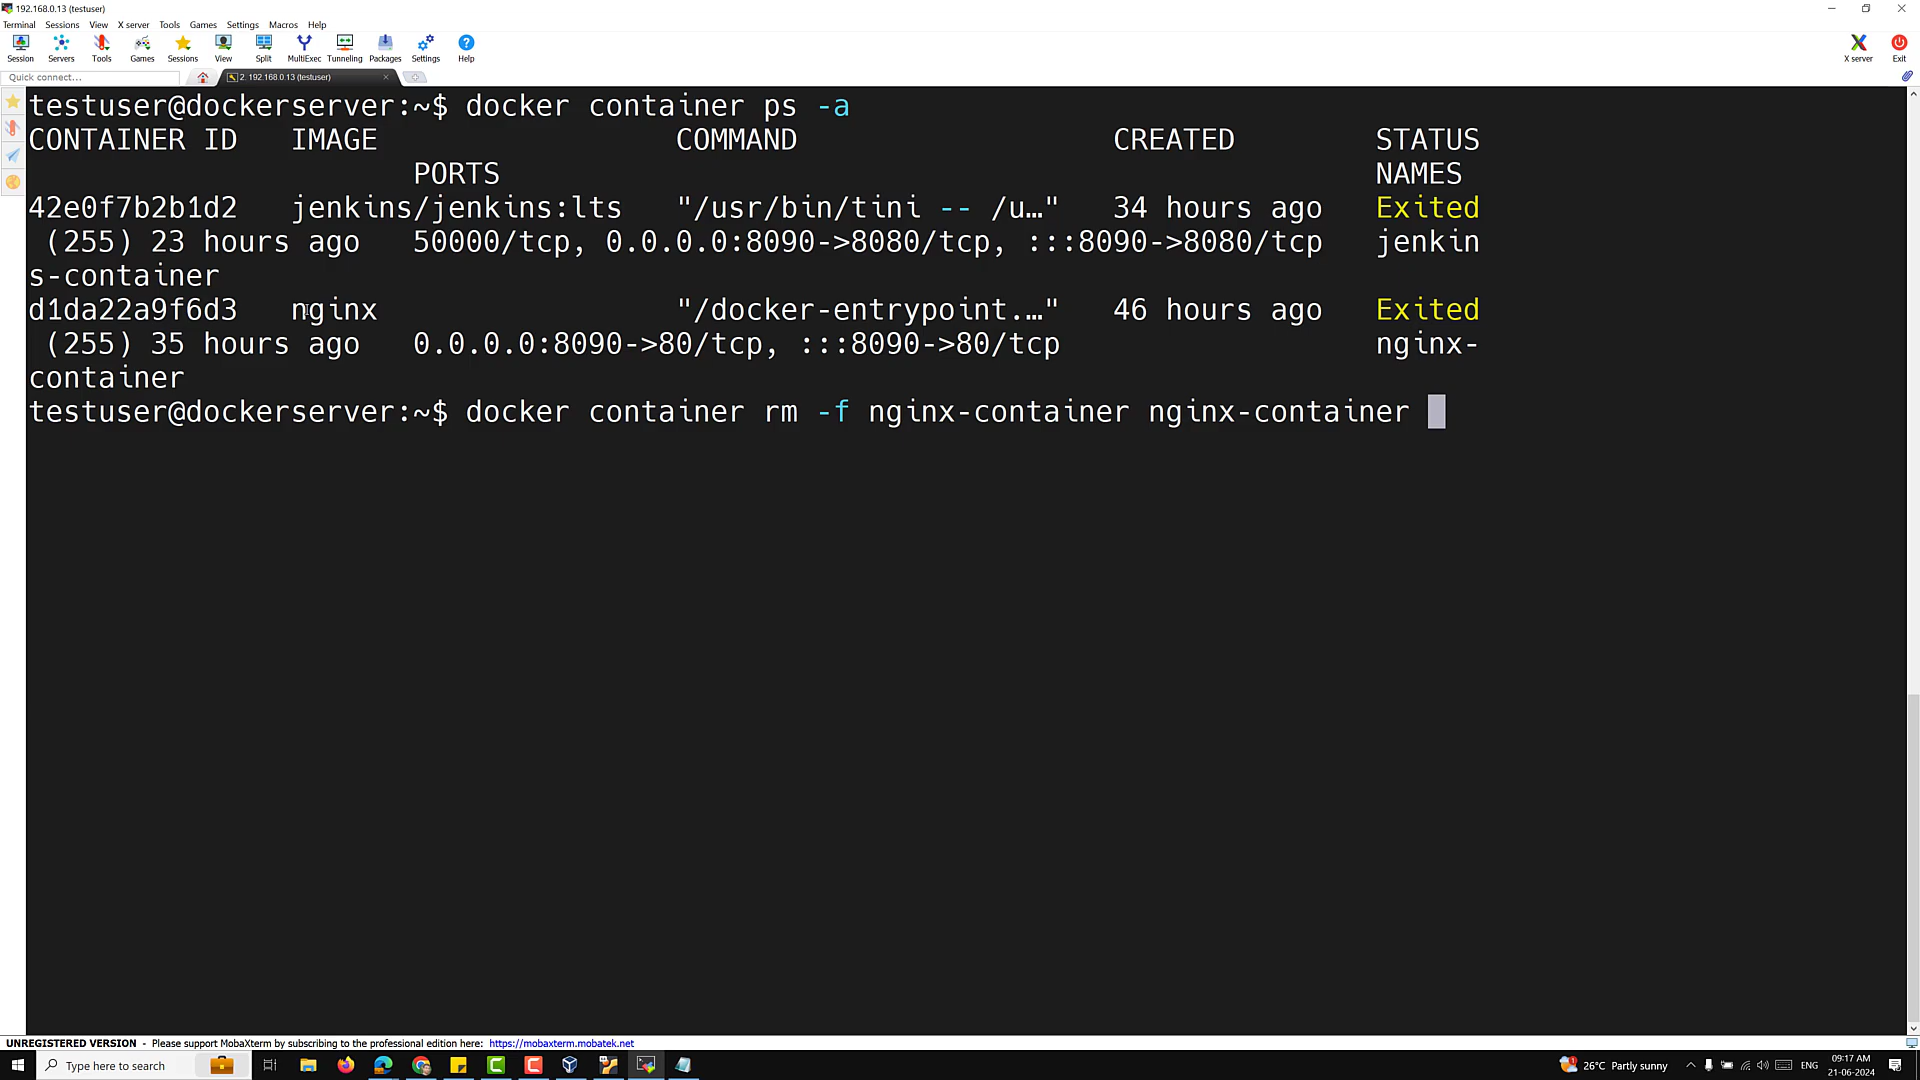 192.168.0.13 (testuser)
Terminal Sessions View X server Tools Games Settings Macros Help
Session Servers Tools Games Sessions View Split MultiExec Tunneling Packages Settings Help X server Exit
Quick connect... 2. 192.168.0.13 (testuser)
testuser@dockerserver:~$ docker container ps -a
CONTAINER ID IMAGE COMMAND CREATED STATUS
PORTS NAMES
42e0f7b2b1d2 jenkins/jenkins:lts "/usr/bin/tini -- /u…" 34 hours ago Exited
(255) 23 hours ago 50000/tcp, 0.0.0.0:8090->8080/tcp, :::8090->8080/tcp jenkin
s-container
d1da22a9f6d3 nginx "/docker-entrypoint.…" 46 hours ago Exited
(255) 35 hours ago 0.0.0.0:8090->80/tcp, :::8090->80/tcp nginx-
container
testuser@dockerserver:~$ docker container rm -f nginx-container nginx-container
UNREGISTERED VERSION - Please support MobaXterm by subscribing to the professional edition here: https://mobaxterm.mobatek.net
Type here to search 26°C Partly sunny ENG 09:17 AM
21-06-2024